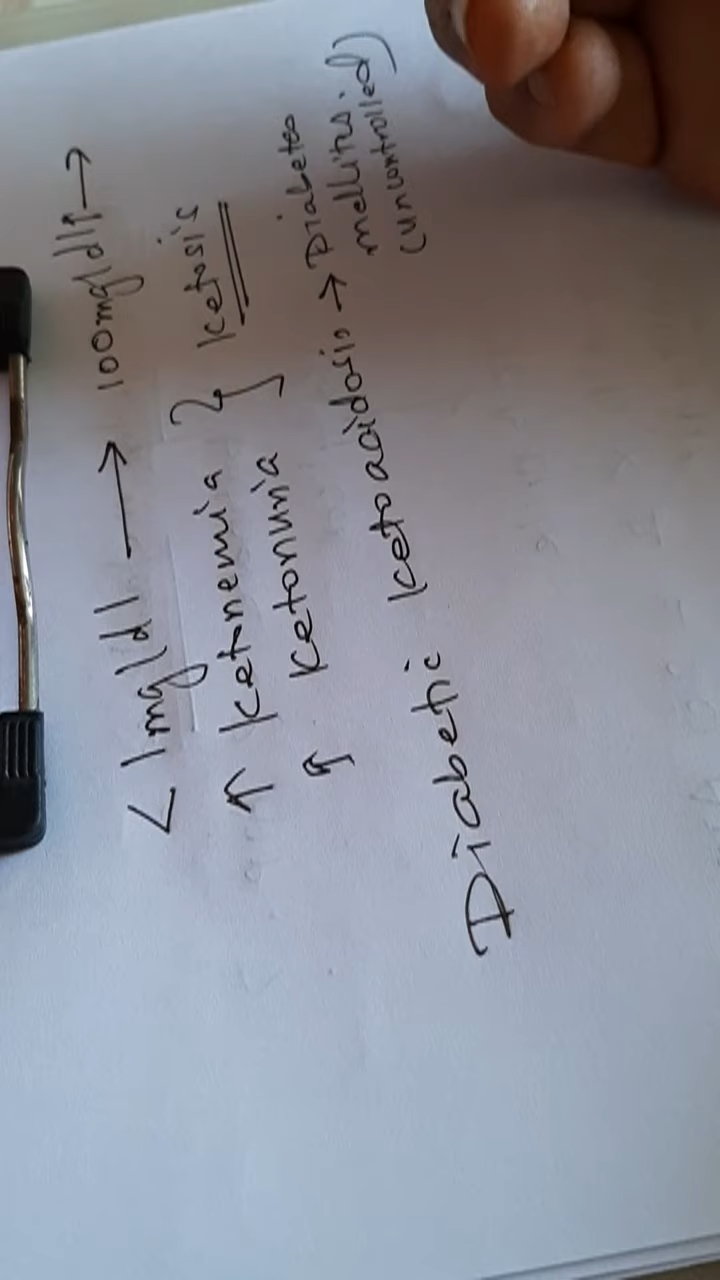 < 1mg/dl → 100mg/dl↑ →
↑ Ketonemia } Ketosis
↑ Ketonuria
Diabetic Ketoacidosis → Diabetes
mellitus.
(uncontrolled)